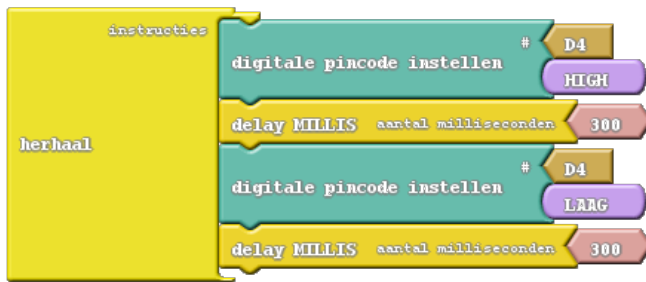 instructies
# D4
digitale pincode instellen
HIGH
delay MILLIS aantal milliseconden 300
herhaal
# D4
digitale pincode instellen
LAAG
delay MILLIS aantal milliseconden 300